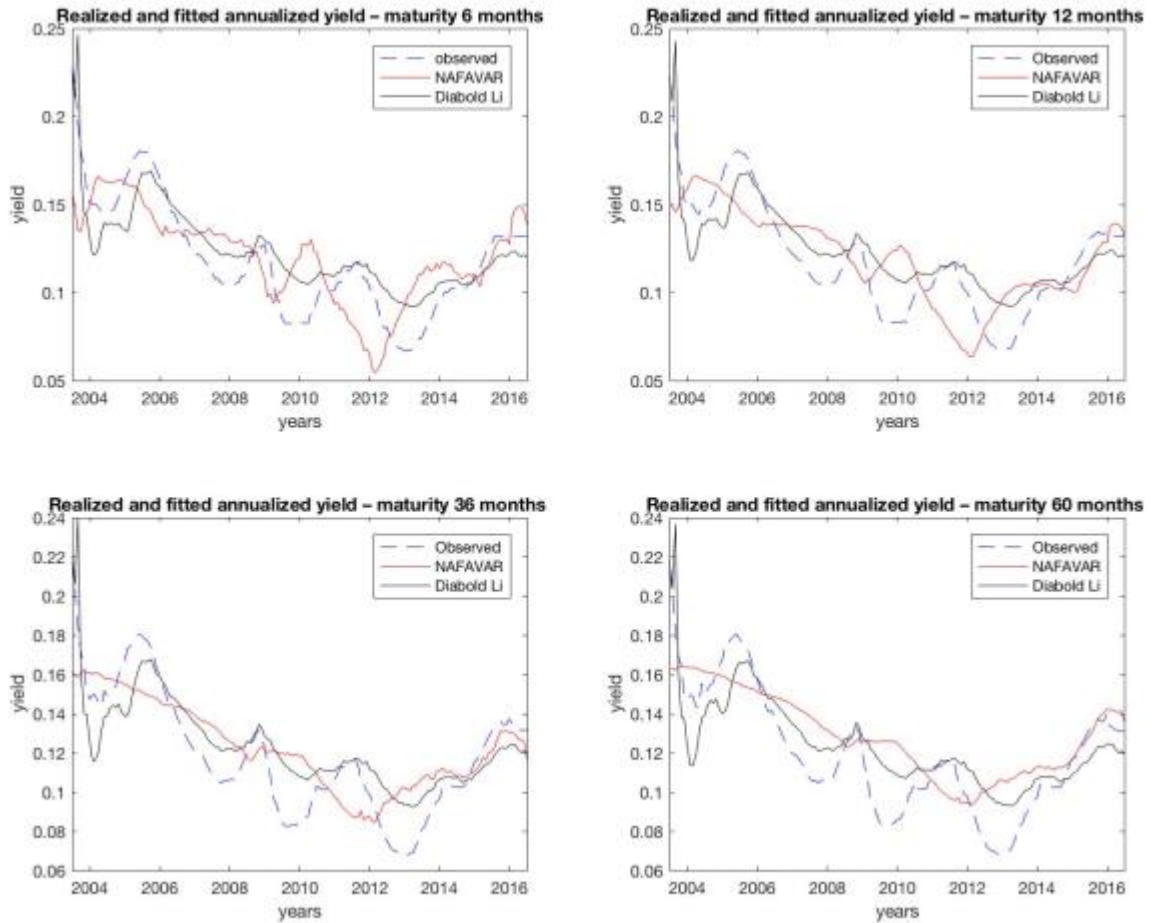 Realized and fitted annualized yield – maturity 6 months
0.25
0.2
0.15
0.1
0.05
yield
observed
NAFAVAR
Diabold Li
2004 2006 2008 2010 2012 2014 2016
years
Realized and fitted annualized yield – maturity 12 months
0.25
0.2
0.15
0.1
0.05
yield
Observed
NAFAVAR
Diabold Li
2004 2006 2008 2010 2012 2014 2016
years
Realized and fitted annualized yield – maturity 36 months
0.24
0.22
0.2
0.18
0.16
0.14
0.12
0.1
0.08
0.06
yield
Observed
NAFAVAR
Diabold Li
2004 2006 2008 2010 2012 2014 2016
years
Realized and fitted annualized yield – maturity 60 months
0.24
0.22
0.2
0.18
0.16
0.14
0.12
0.1
0.08
0.06
yield
Observed
NAFAVAR
Diabold Li
2004 2006 2008 2010 2012 2014 2016
years